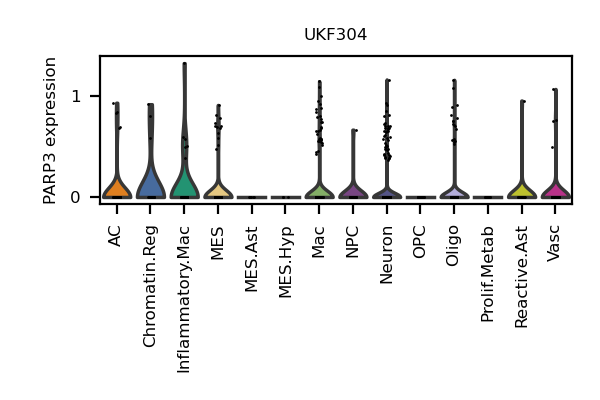 UKF304
PARP3 expression
1
0
AC
Chromatin.Reg
Inflammatory.Mac
MES
MES.Ast
MES.Hyp
Mac
NPC
Neuron
OPC
Oligo
Prolif.Metab
Reactive.Ast
Vasc